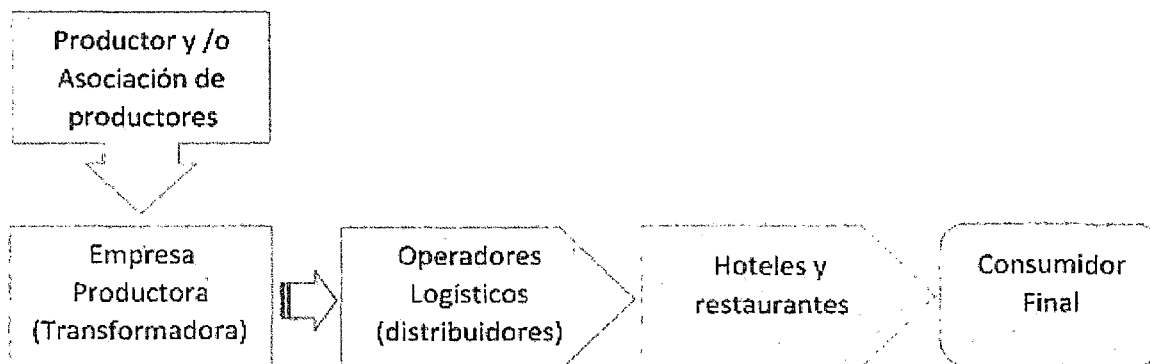 Productor y /o
Asociación de
productores
Empresa
Productora
(Transformadora)
Operadores
Logísticos
(distribuidores)
Hoteles y
restaurantes
Consumidor
Final